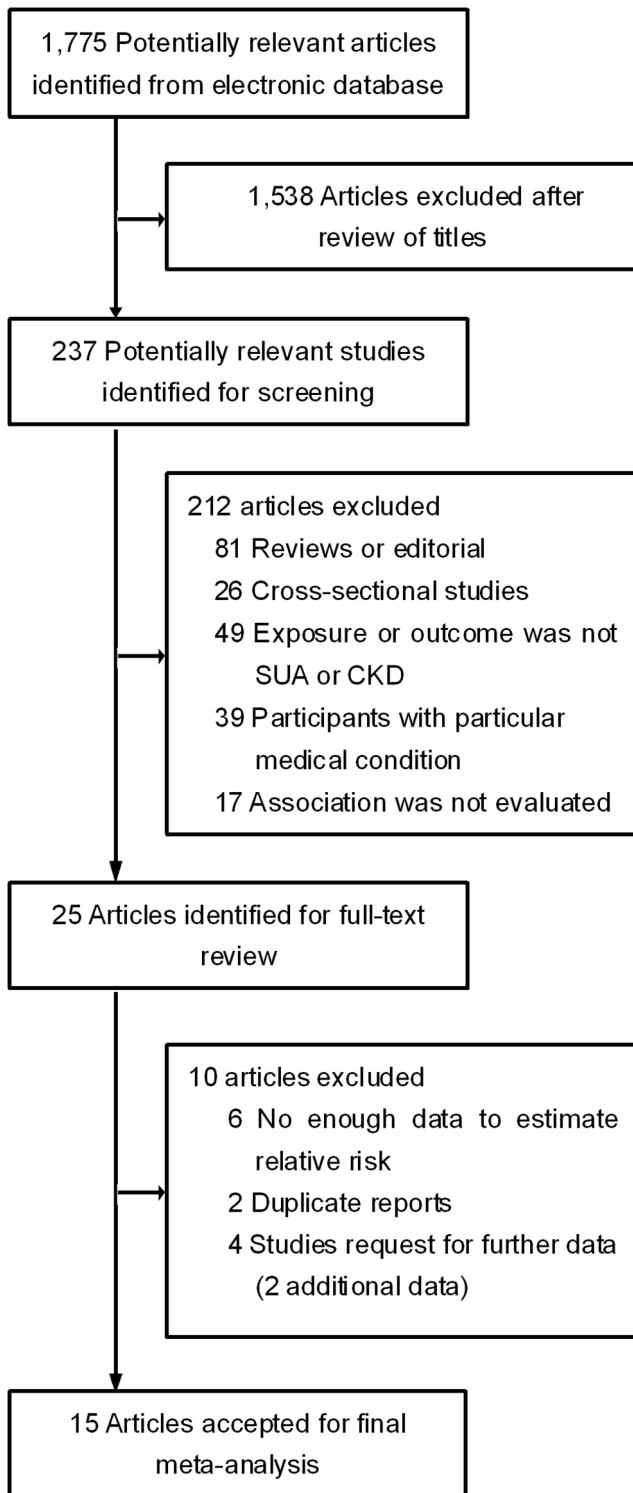 1,775 Potentially relevant articles
identified from electronic database
1,538 Articles excluded after
review of titles
237 Potentially relevant studies
identified for screening
212 articles excluded
81 Reviews or editorial
26 Cross-sectional studies
49 Exposure or outcome was not
SUA or CKD
39 Participants with particular
medical condition
17 Association was not evaluated
25 Articles identified for full-text
review
10 articles excluded
6 No enough data to estimate
relative risk
2 Duplicate reports
4 Studies request for further data
(2 additional data)
15 Articles accepted for final
meta-analysis